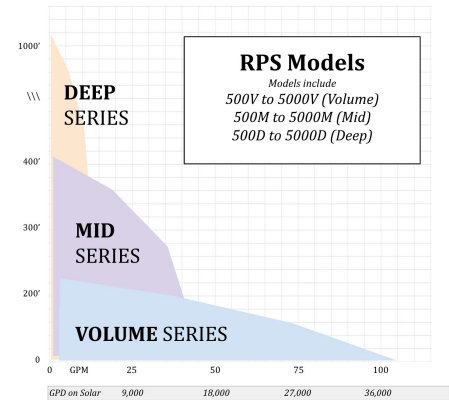 1000'
\\\
400'
300'
200'
0
DEEP
SERIES
MID
SERIES
VOLUME SERIES
RPS Models
Models include
500V to 5000V (Volume)
500M to 5000M (Mid)
500D to 5000D (Deep)
0 GPM 25 50 75 100
GPD on Solar 9,000 18,000 27,000 36,000